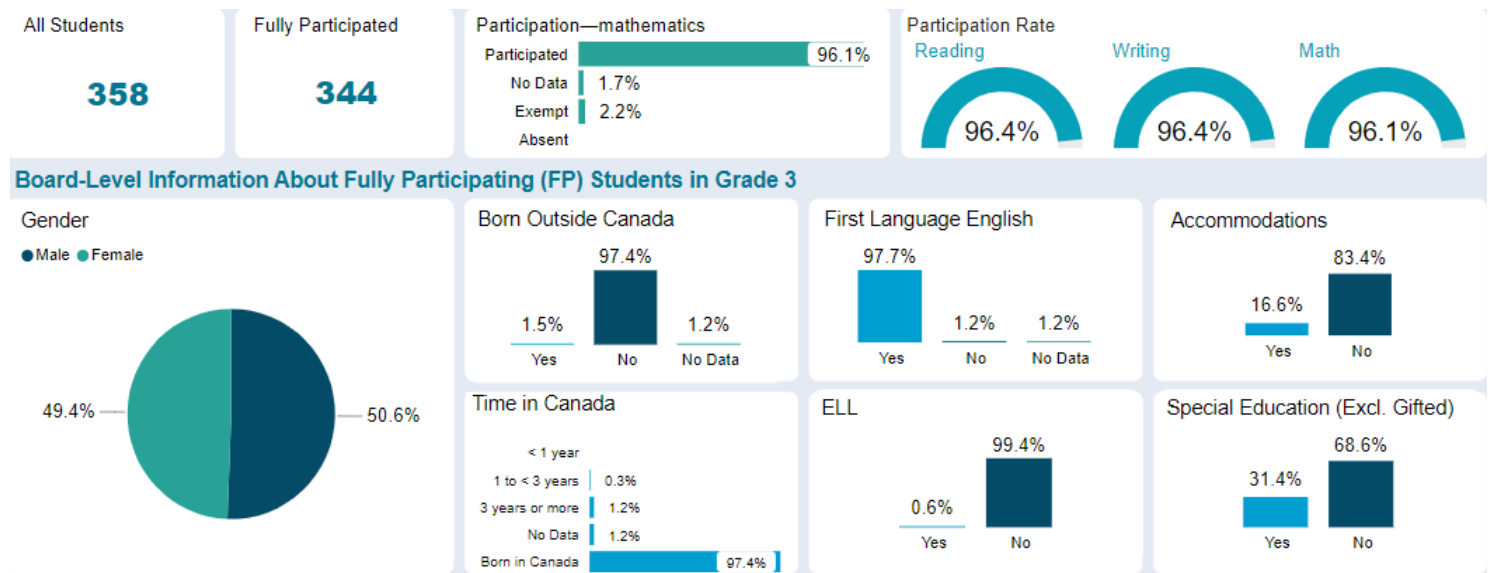 All Students
358
Fully Participated
344
Participation—mathematics
Participated 96.1%
No Data 1.7%
Exempt 2.2%
Absent
Participation Rate
Reading Writing Math
96.4% 96.4% 96.1%
Board-Level Information About Fully Participating (FP) Students in Grade 3
Gender
Male Female
49.4% 50.6%
Born Outside Canada
97.4%
1.5% 1.2%
Yes No No Data
First Language English
97.7%
1.2% 1.2%
Yes No No Data
Accommodations
83.4%
16.6%
Yes No
Time in Canada
< 1 year
1 to < 3 years 0.3%
3 years or more 1.2%
No Data 1.2%
Born in Canada 97.4%
ELL
99.4%
0.6%
Yes No
Special Education (Excl. Gifted)
68.6%
31.4%
Yes No